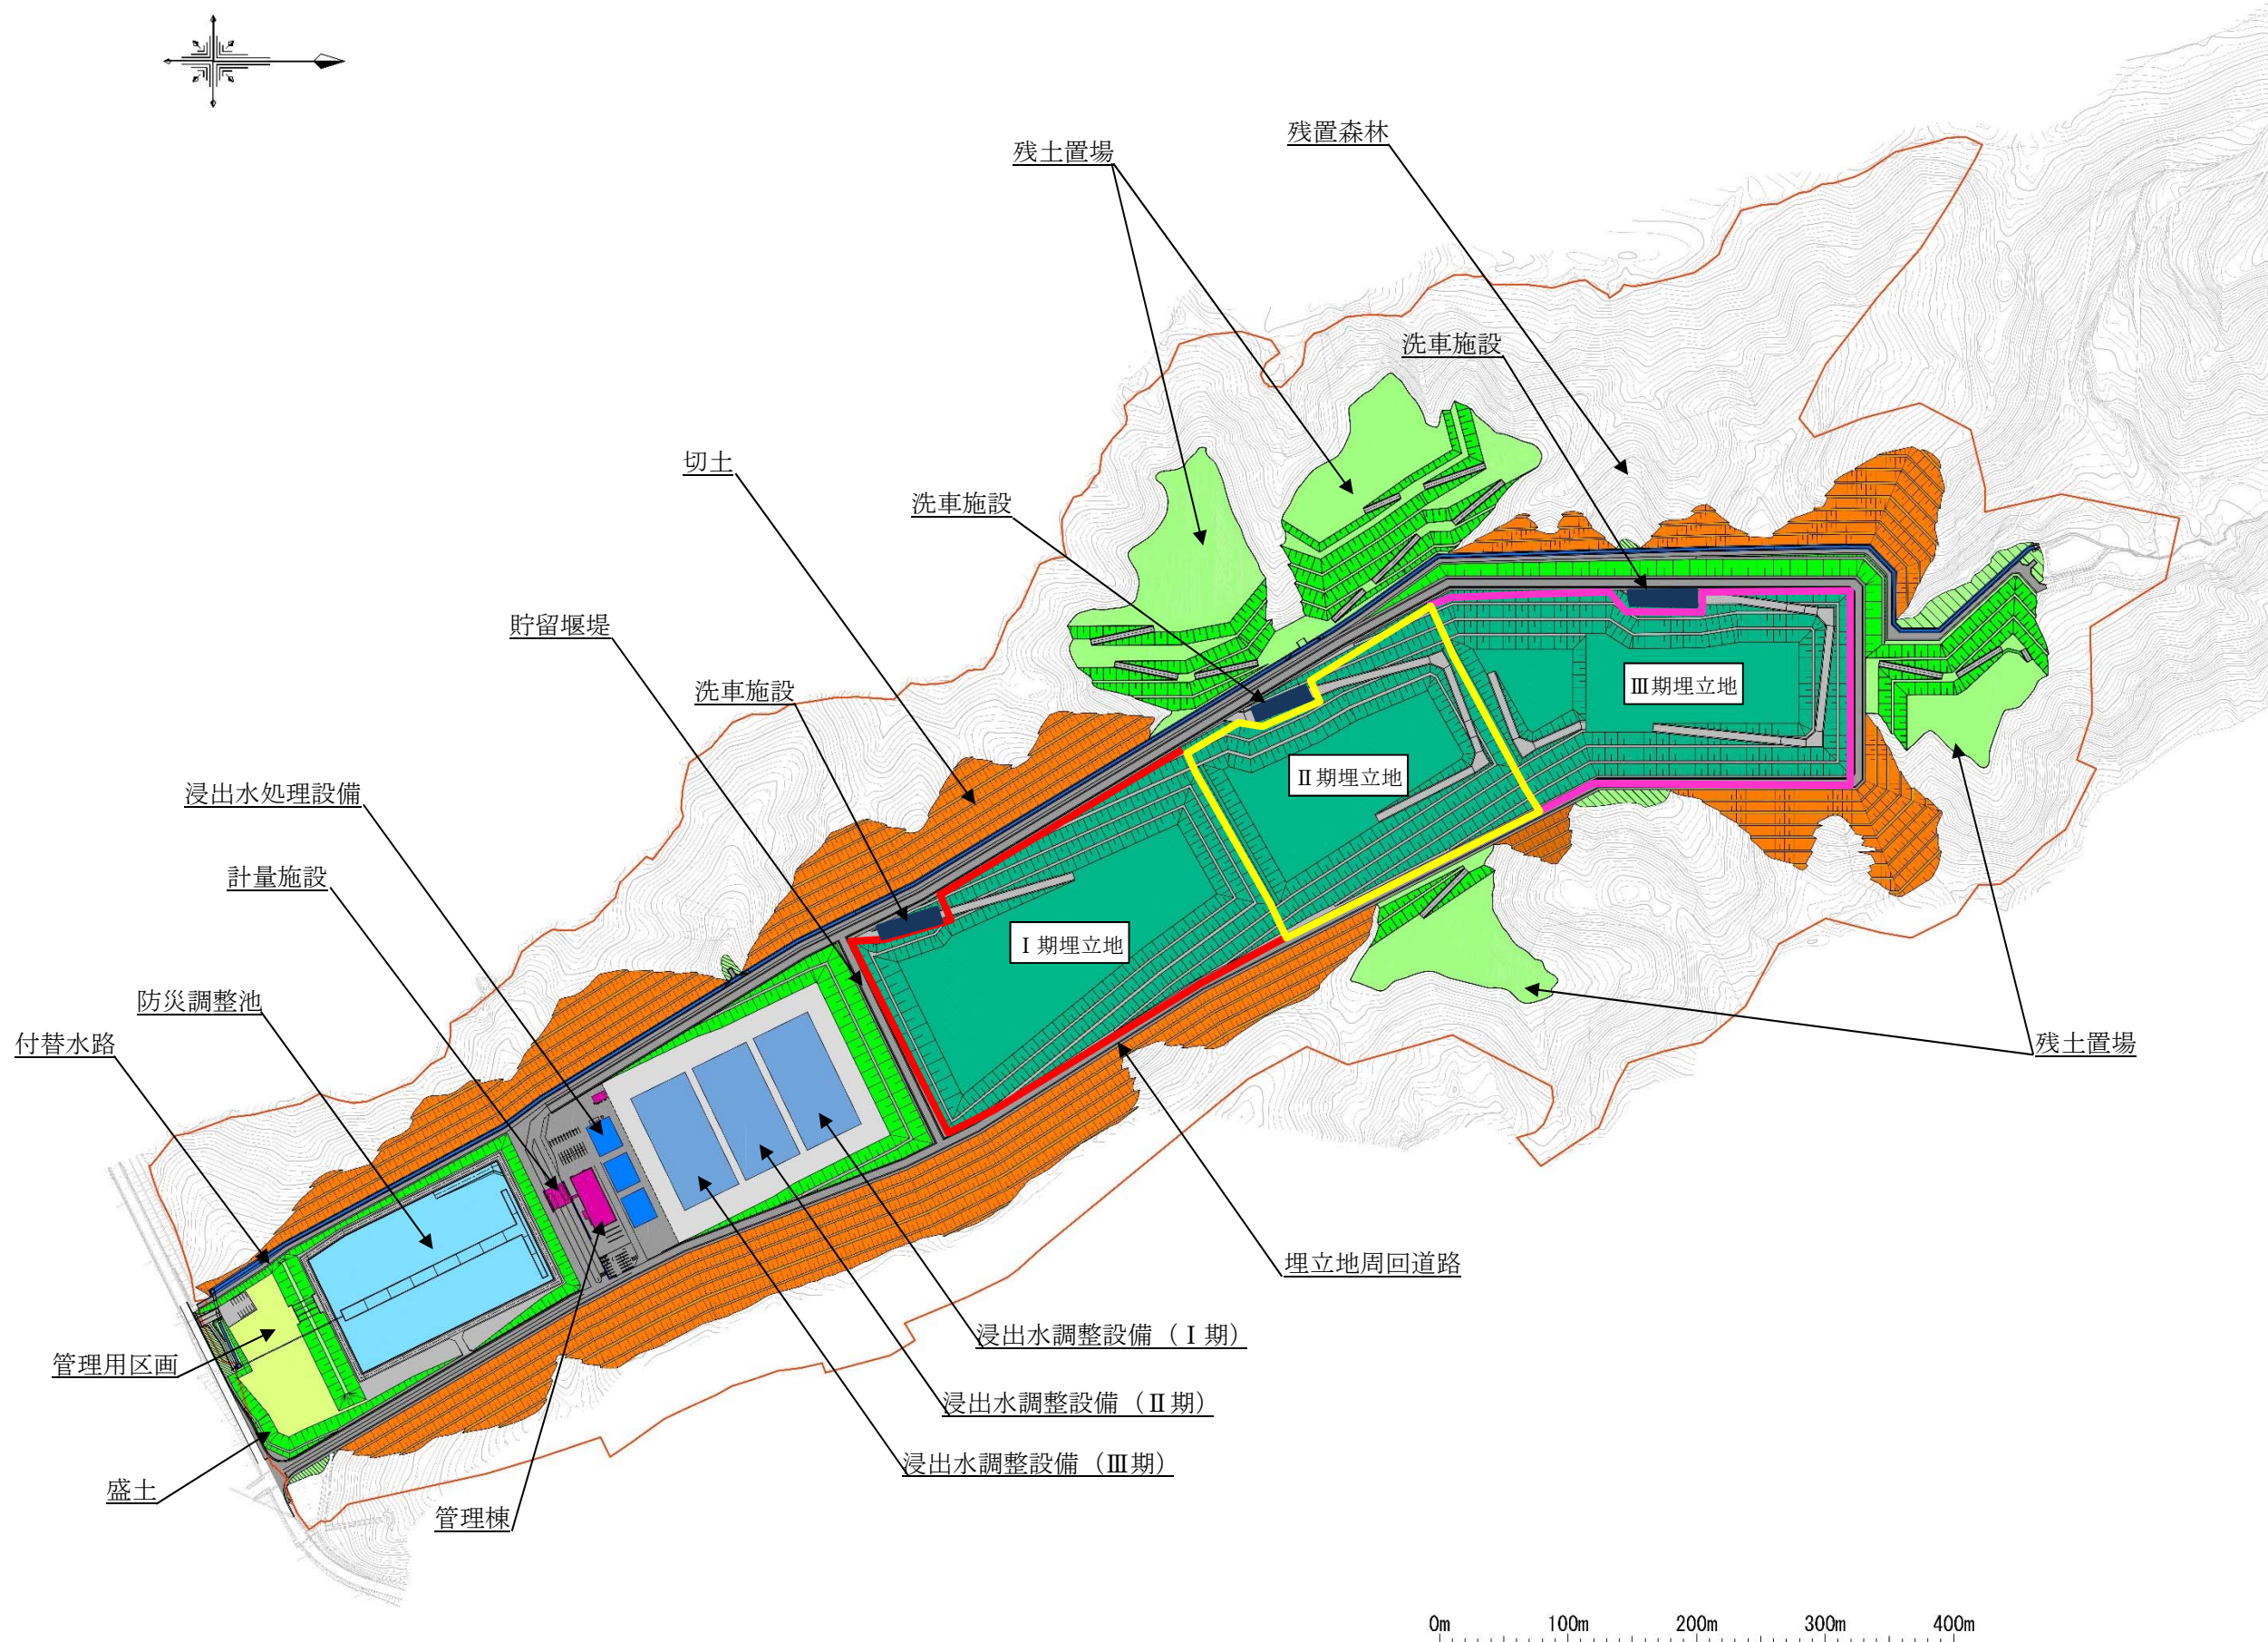 残置森林
残土置場
洗車施設
切土
洗車施設
貯留堰堤
洗車施設
Ⅲ期埋立地
Ⅱ期埋立地
浸出水処理設備
計量施設
Ⅰ期埋立地
防災調整池
付替水路
残土置場
埋立地周回道路
浸出水調整設備（Ⅰ期）
管理用区画
浸出水調整設備（Ⅱ期）
浸出水調整設備（Ⅲ期）
盛土
管理棟
0m 100m 200m 300m 400m